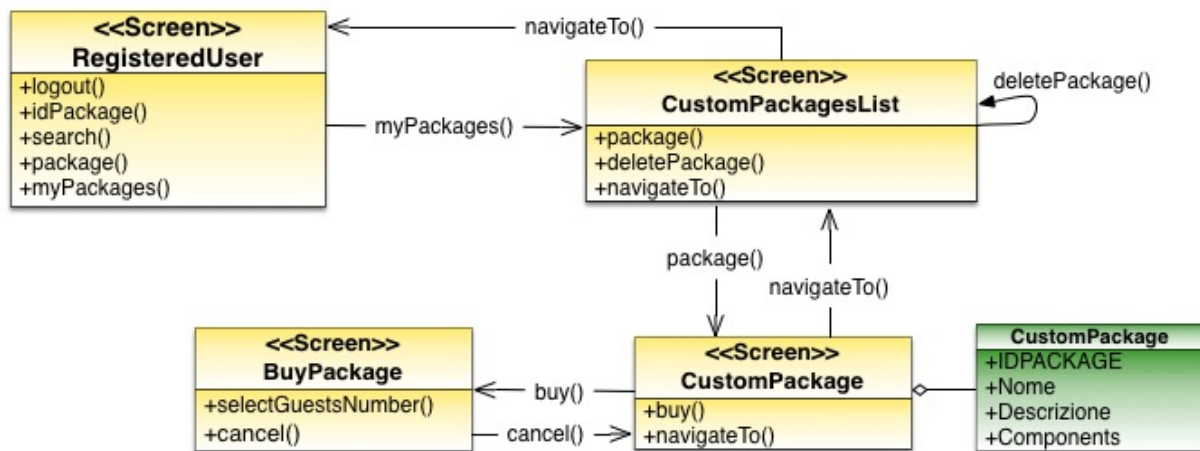 <<Screen>>
RegisteredUser
+logout()
+idPackage()
+search()
+package()
+myPackages()
navigateTo()
myPackages()
<<Screen>>
CustomPackagesList
+package()
+deletePackage()
+navigateTo()
deletePackage()
package()
navigateTo()
<<Screen>>
BuyPackage
+selectGuestsNumber()
+cancel()
buy()
cancel()
<<Screen>>
CustomPackage
+buy()
+navigateTo()
CustomPackage
+IDPACKAGE
+Nome
+Descrizione
+Components